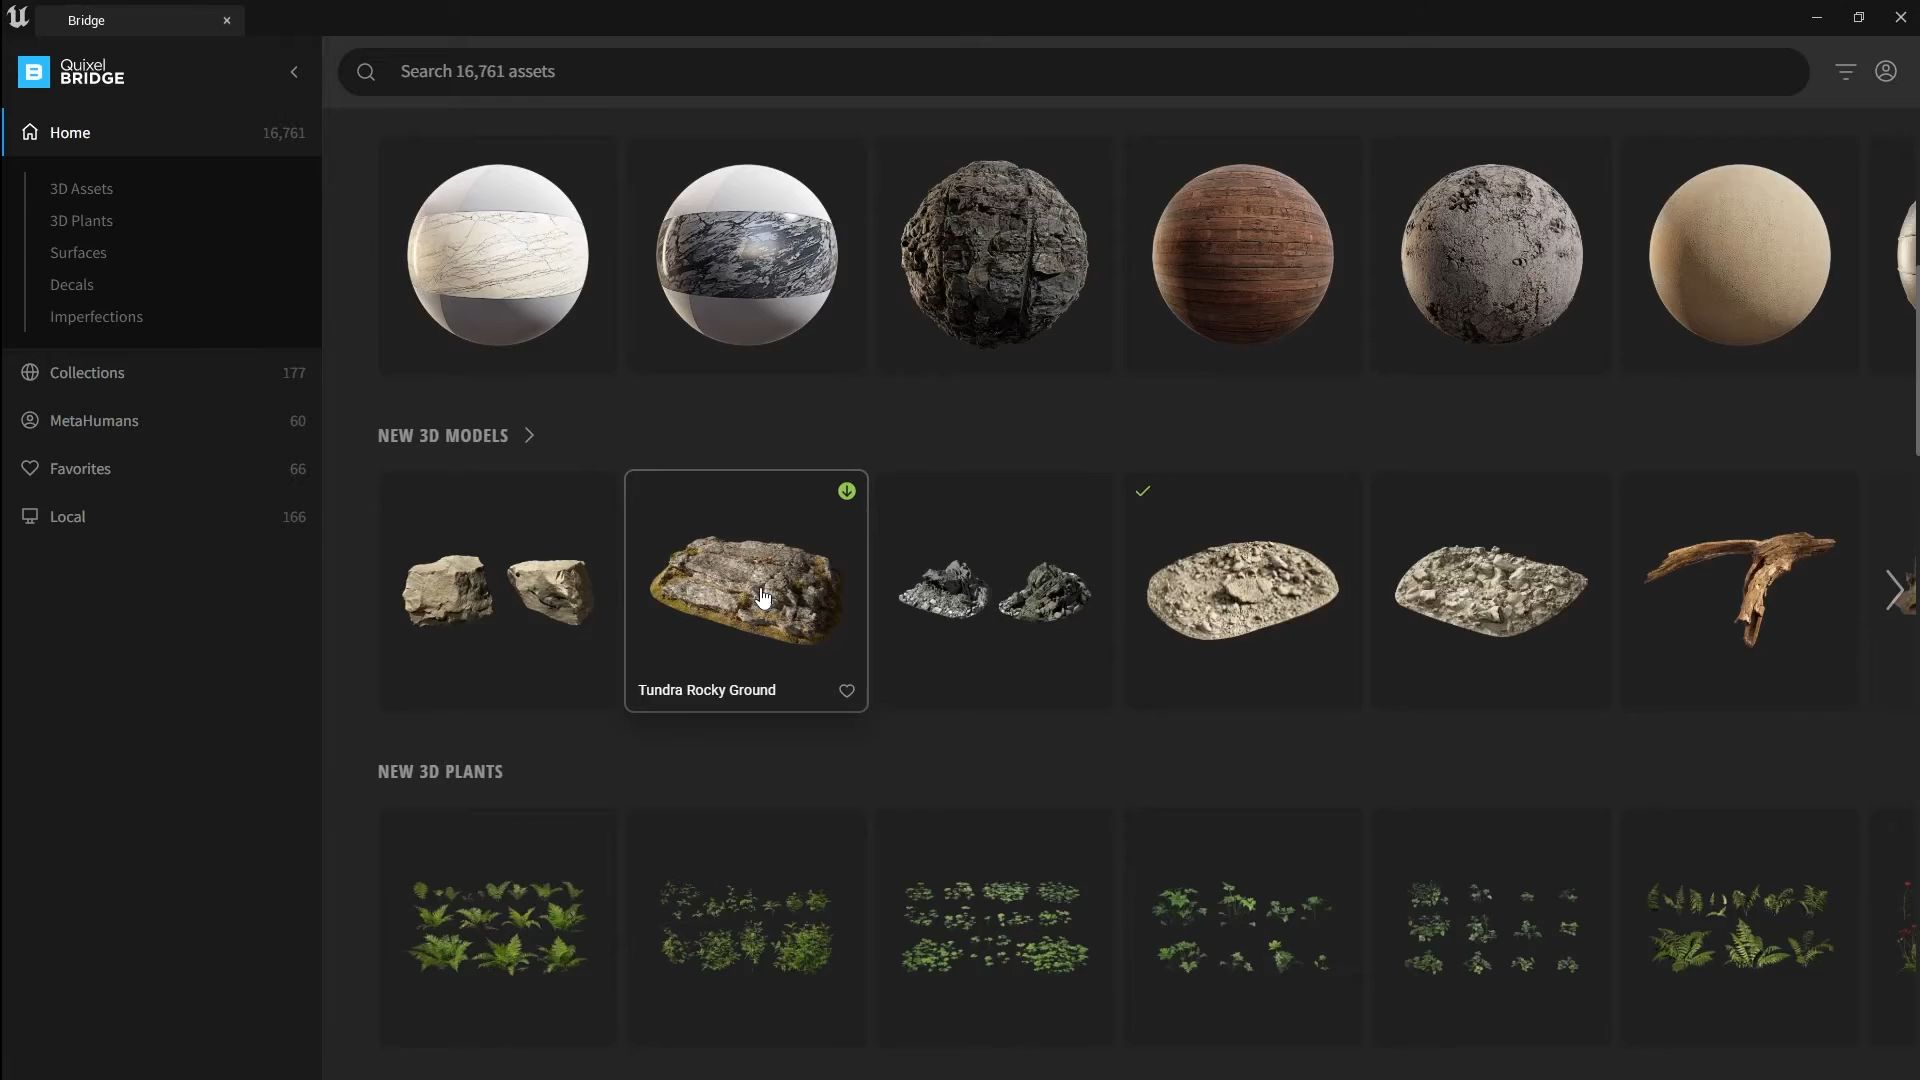 Bridge
Quixel
BRIDGE
Search 16,761 assets
Home 16,761
3D Assets
3D Plants
Surfaces
Decals
Imperfections
Collections 177
MetaHumans 60
Favorites 66
Local 166
NEW 3D MODELS
Tundra Rocky Ground
NEW 3D PLANTS